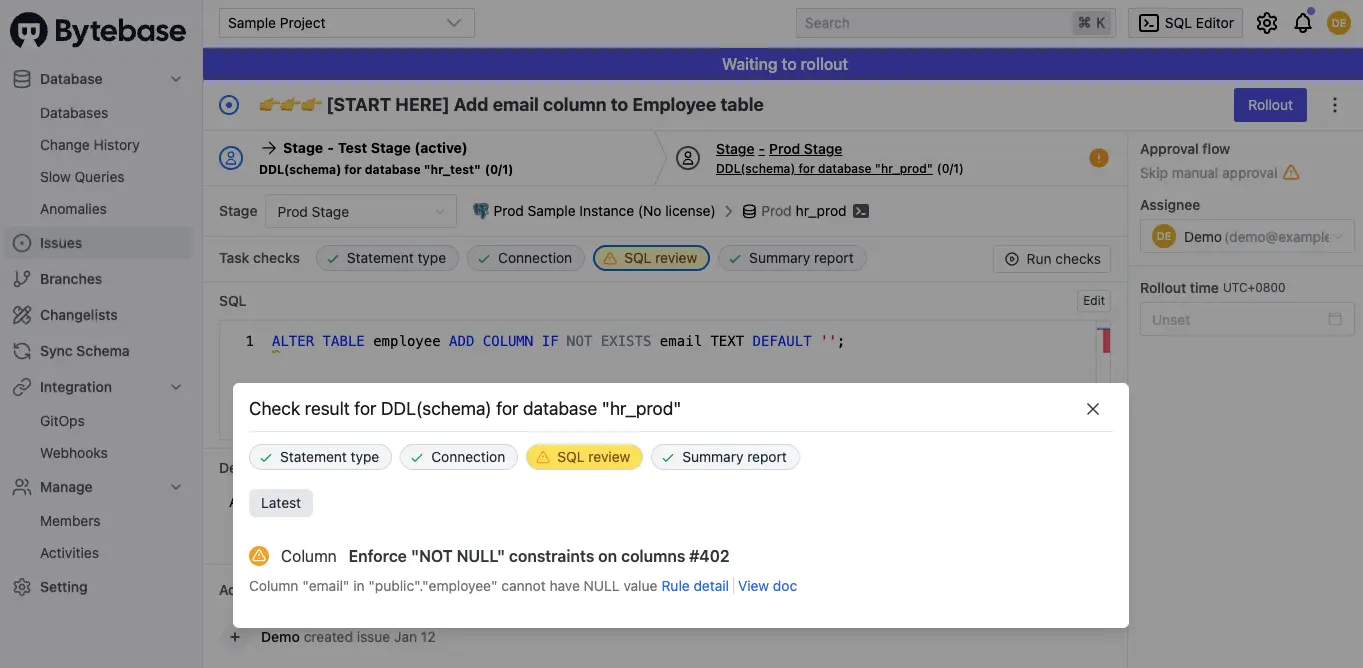 Bytebase
Sample Project
Search
⌘ K
SQL Editor
DE
Database
Databases
Change History
Slow Queries
Anomalies
Issues
Branches
Changelists
Sync Schema
Integration
GitOps
Webhooks
Manage
Members
Activities
Setting
Waiting to rollout
👉👉👉 [START HERE] Add email column to Employee table
Rollout
→ Stage - Test Stage (active)
DDL(schema) for database "hr_test" (0/1)
Stage - Prod Stage
DDL(schema) for database "hr_prod" (0/1)
Stage
Prod Stage
Prod Sample Instance (No license)
Prod hr_prod
Task checks
Statement type
Connection
SQL review
Summary report
Run checks
SQL
Edit
1 ALTER TABLE employee ADD COLUMN IF NOT EXISTS email TEXT DEFAULT '';
Approval flow
Skip manual approval
Assignee
DE Demo (demo@example
Rollout time UTC+0800
Unset
Check result for DDL(schema) for database "hr_prod"
Statement type
Connection
SQL review
Summary report
Latest
Column Enforce "NOT NULL" constraints on columns #402
Column "email" in "public"."employee" cannot have NULL value Rule detail View doc
Demo created issue Jan 12